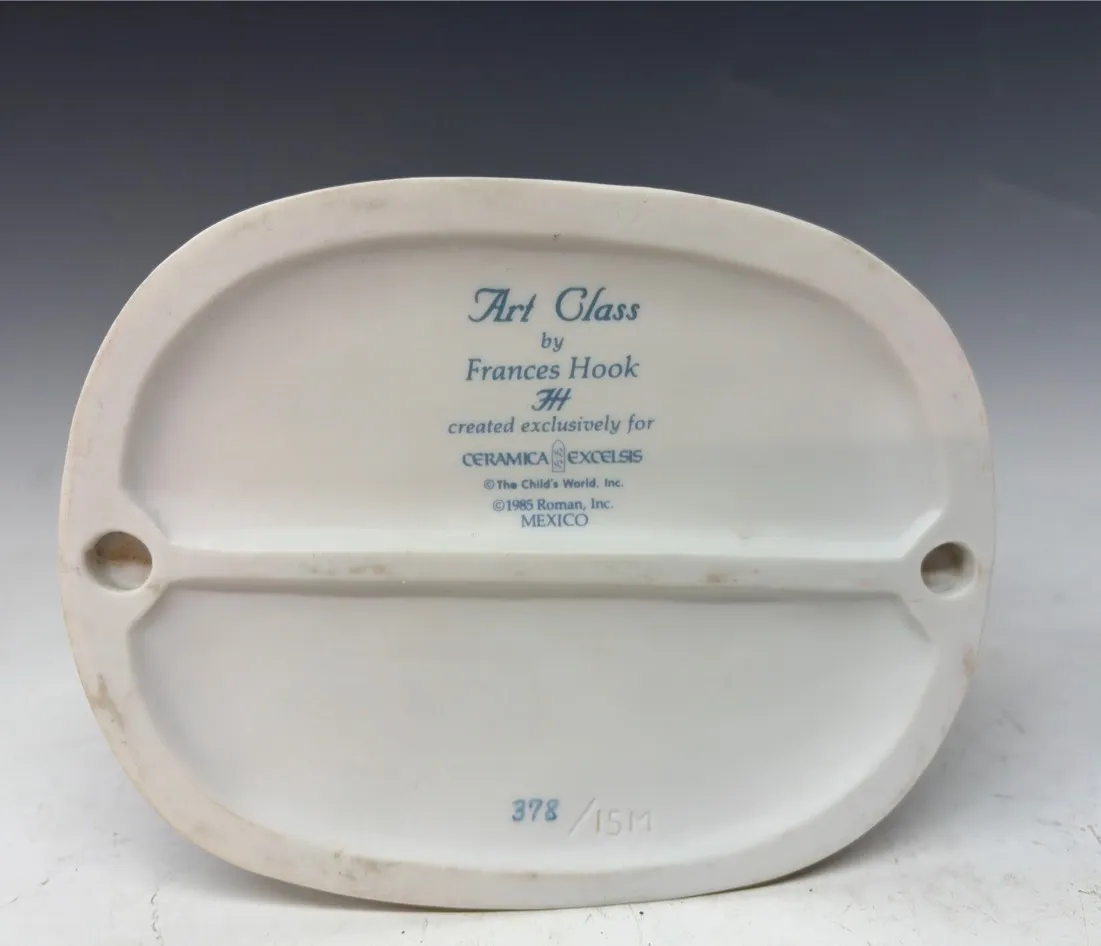 Art Class
by
Frances Hook
FH
created exclusively for
CERAMICA EXCELSIS
© The Child's World, Inc.
© 1985 Roman, Inc.
MEXICO
378 /15M